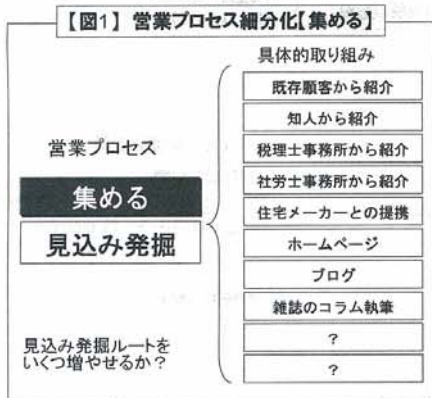 【図1】 営業プロセス細分化【集める】
具体的取り組み
既存顧客から紹介
知人から紹介
税理士事務所から紹介
社労士事務所から紹介
住宅メーカーとの提携
ホームページ
ブログ
雑誌のコラム執筆
?
?
営業プロセス
集める
見込み発掘
見込み発掘ルートを
いくつ増やせるか?